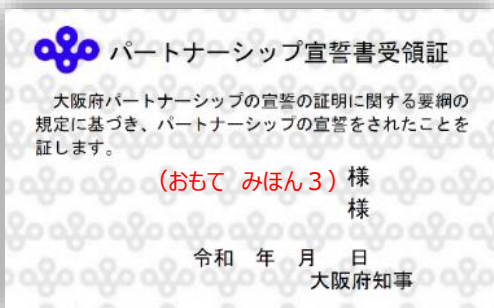 パートナーシップ宣誓書受領証
大阪府パートナーシップの宣誓の証明に関する要綱の
規定に基づき、パートナーシップの宣誓をされたことを
証します。
（おもて　みほん３）様
様
令和　年　月　日
大阪府知事